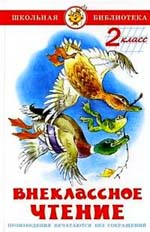 ШКОЛЬНАЯ
БИБЛИОТЕКА
2 класс
ВНЕКЛАССНОЕ
ЧТЕНИЕ
ПРОИЗВЕДЕНИЯ ПЕЧАТАЮТСЯ БЕЗ СОКРАЩЕНИЙ